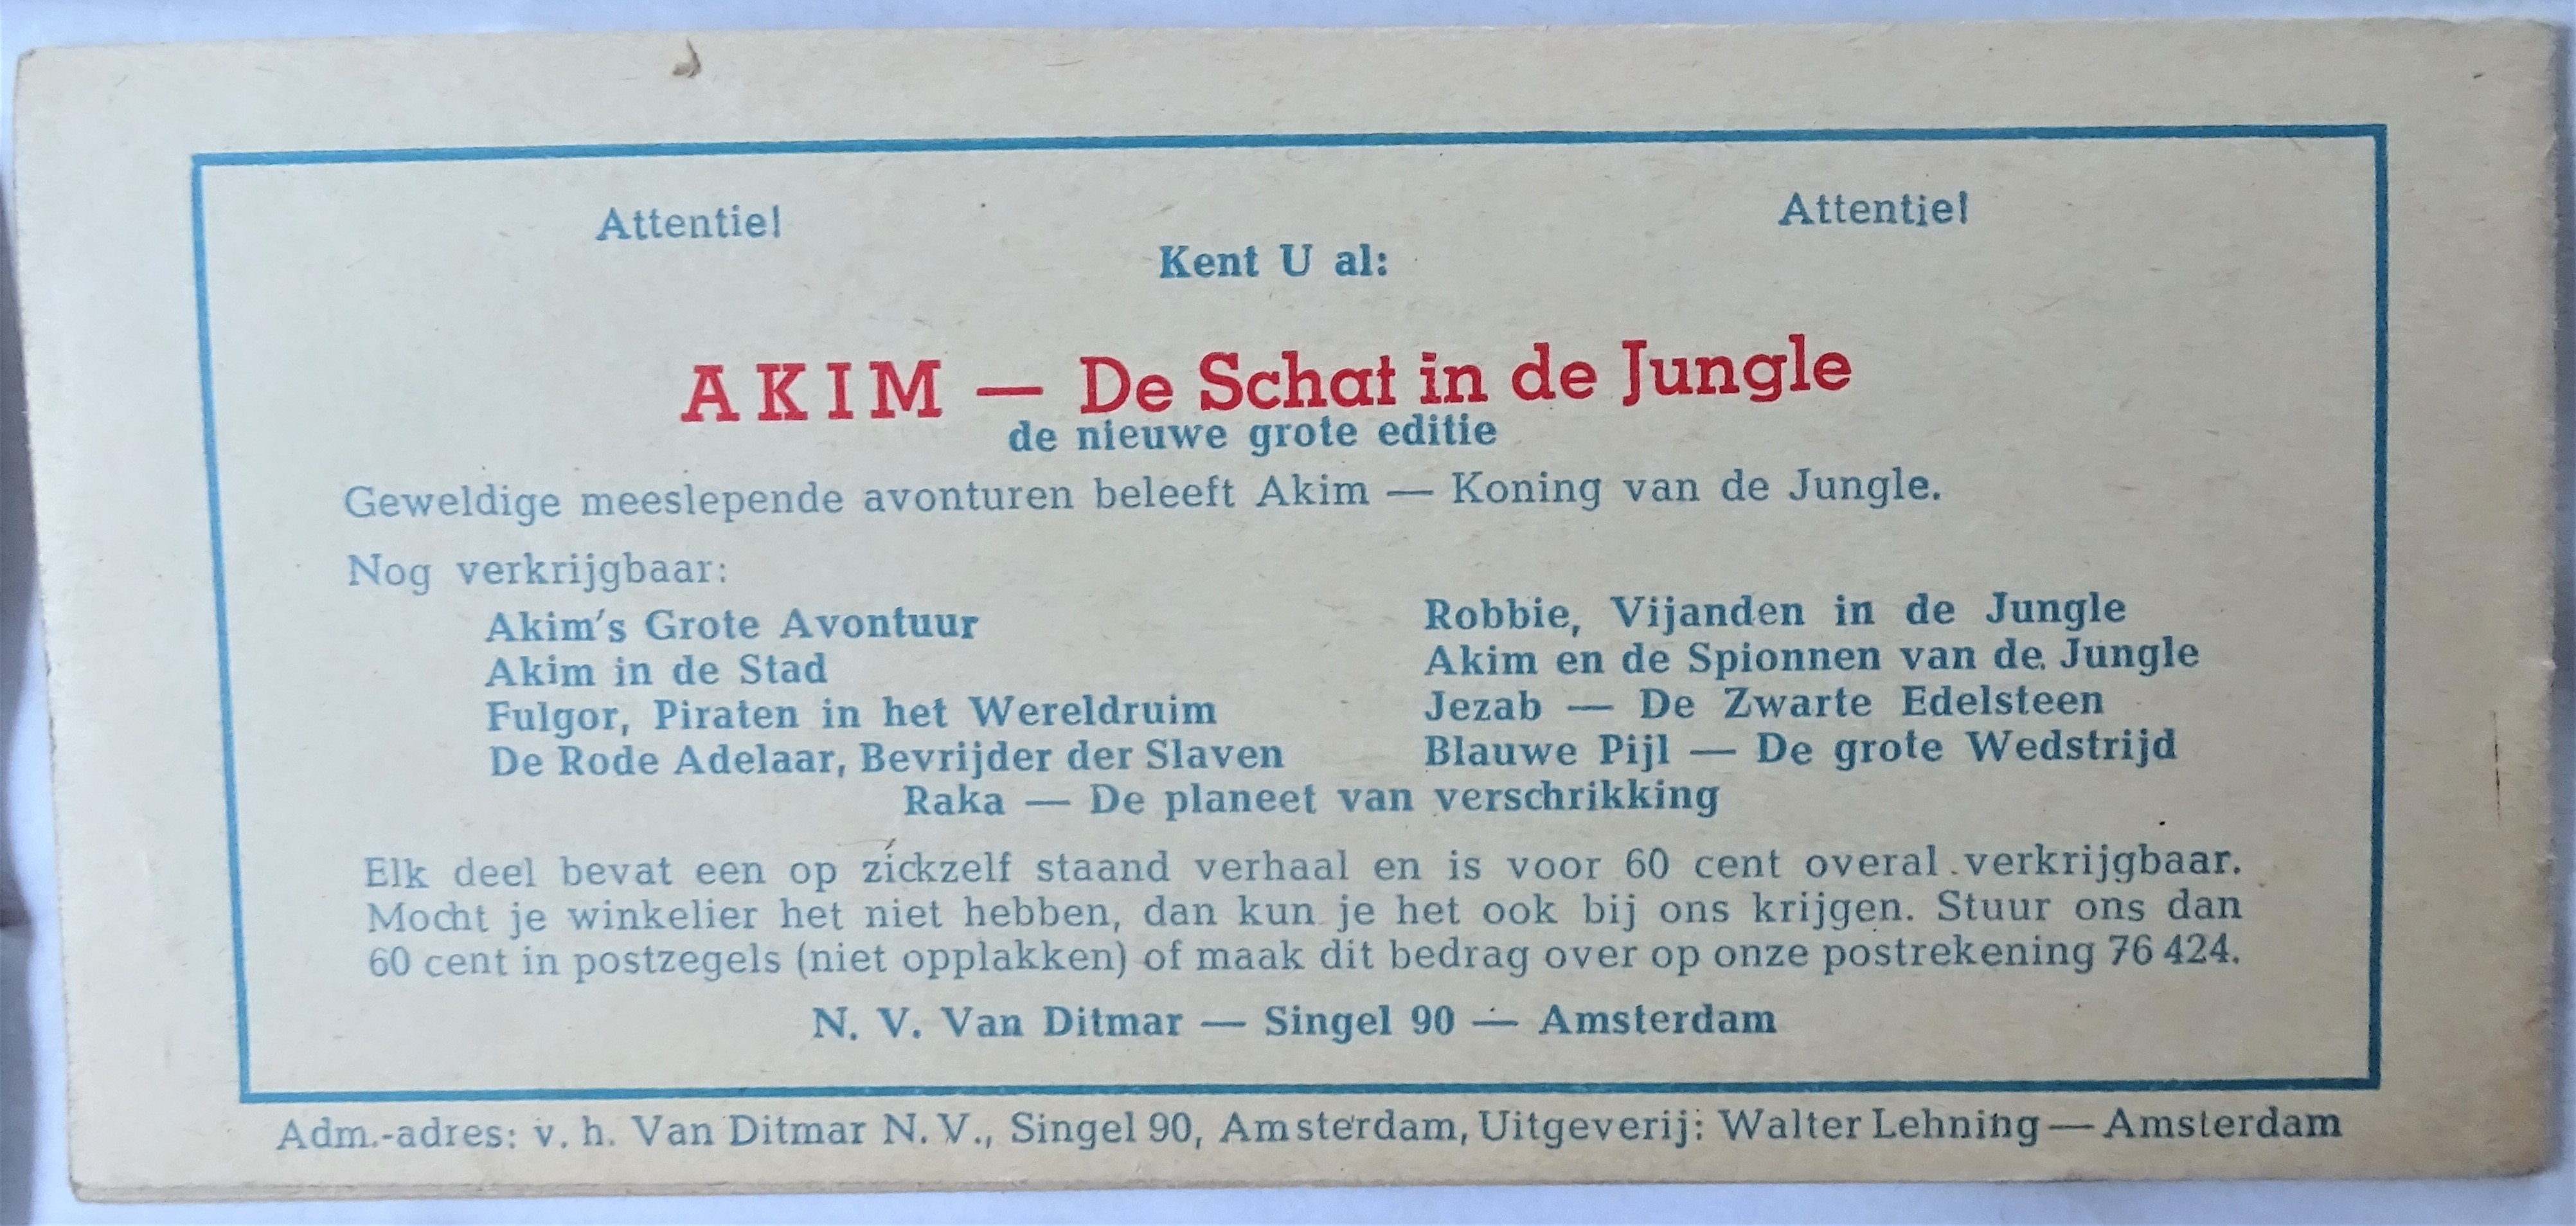 Attentie! Attentie!
Kent U al:
AKIM — De Schat in de Jungle
de nieuwe grote editie
Geweldige meeslepende avonturen beleeft Akim — Koning van de Jungle.
Nog verkrijgbaar:
Akim's Grote Avontuur
Akim in de Stad
Fulgor, Piraten in het Wereldruim
De Rode Adelaar, Bevrijder der Slaven
Robbie, Vijanden in de Jungle
Akim en de Spionnen van de Jungle
Jezab — De Zwarte Edelsteen
Blauwe Pijl — De grote Wedstrijd
Raka — De planeet van verschrikking
Elk deel bevat een op zickzelf staand verhaal en is voor 60 cent overal verkrijgbaar.
Mocht je winkelier het niet hebben, dan kun je het ook bij ons krijgen. Stuur ons dan
60 cent in postzegels (niet opplakken) of maak dit bedrag over op onze postrekening 76 424.
N. V. Van Ditmar — Singel 90 — Amsterdam
Adm.-adres: v. h. Van Ditmar N. V., Singel 90, Amsterdam, Uitgeverij: Walter Lehning — Amsterdam